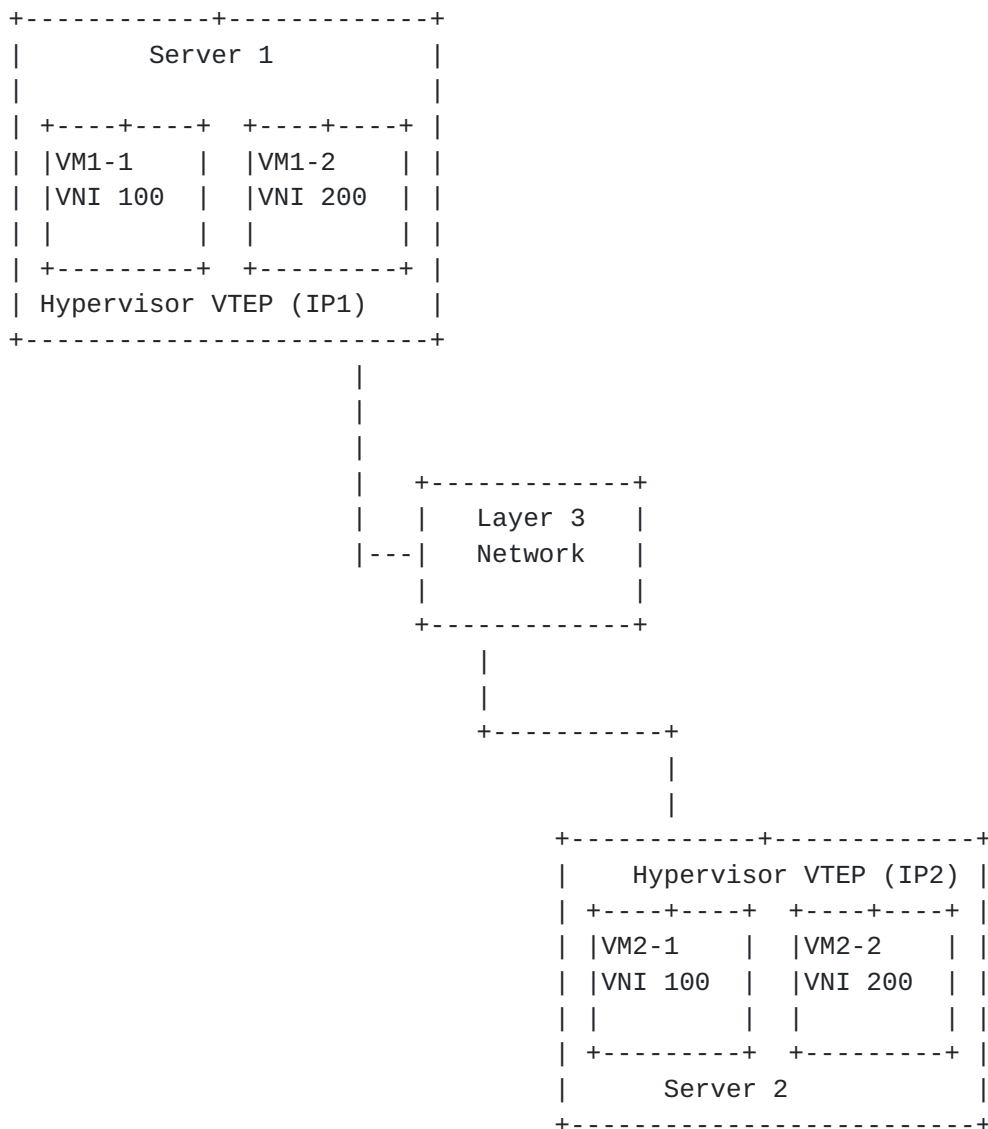 Server 1
VM1-1 VM1-2
VNI 100 VNI 200
Hypervisor VTEP (IP1)
Layer 3
Network
Hypervisor VTEP (IP2)
VM2-1 VM2-2
VNI 100 VNI 200
Server 2